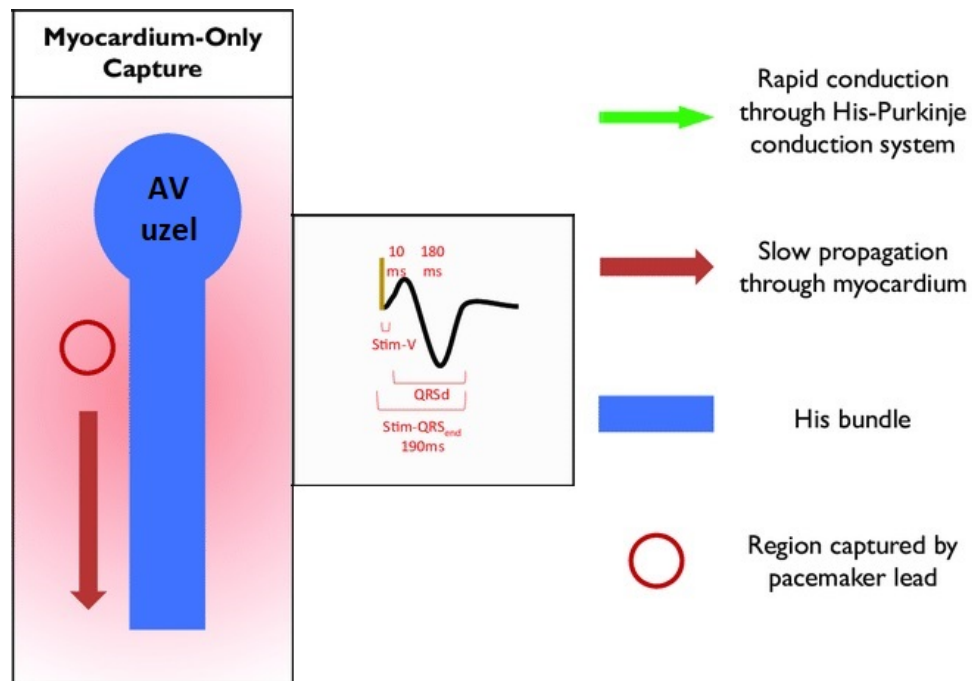 Myocardium-Only
Capture
AV
uzel
10 180
ms ms
Stim-V
QRSd
Stim-QRSend
190ms
Rapid conduction
through His-Purkinje
conduction system
Slow propagation
through myocardium
His bundle
Region captured by
pacemaker lead